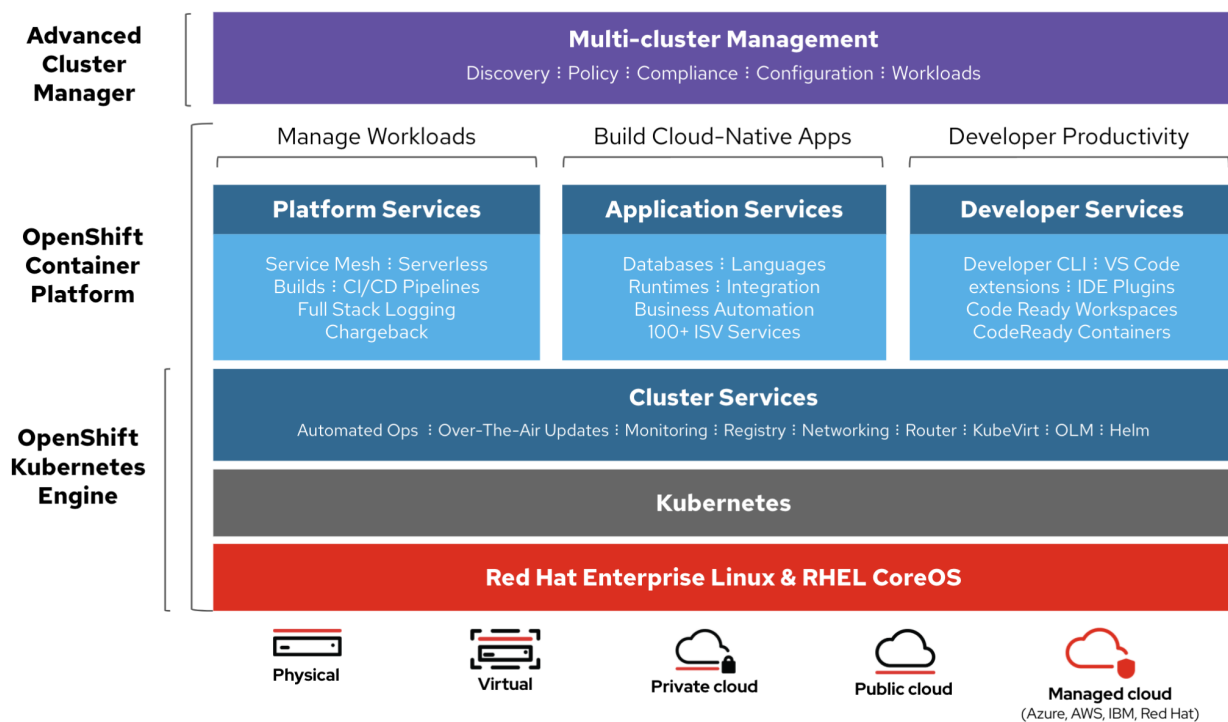 Advanced
Cluster
Manager
Multi-cluster Management
Discovery ⋮ Policy ⋮ Compliance ⋮ Configuration ⋮ Workloads
OpenShift
Container
Platform
Manage Workloads
Build Cloud-Native Apps
Developer Productivity
Platform Services
Service Mesh ⋮ Serverless
Builds ⋮ CI/CD Pipelines
Full Stack Logging
Chargeback
Application Services
Databases ⋮ Languages
Runtimes ⋮ Integration
Business Automation
100+ ISV Services
Developer Services
Developer CLI ⋮ VS Code
extensions ⋮ IDE Plugins
Code Ready Workspaces
CodeReady Containers
OpenShift
Kubernetes
Engine
Cluster Services
Automated Ops ⋮ Over-The-Air Updates ⋮ Monitoring ⋮ Registry ⋮ Networking ⋮ Router ⋮ KubeVirt ⋮ OLM ⋮ Helm
Kubernetes
Red Hat Enterprise Linux & RHEL CoreOS
Physical
Virtual
Private cloud
Public cloud
Managed cloud
(Azure, AWS, IBM, Red Hat)